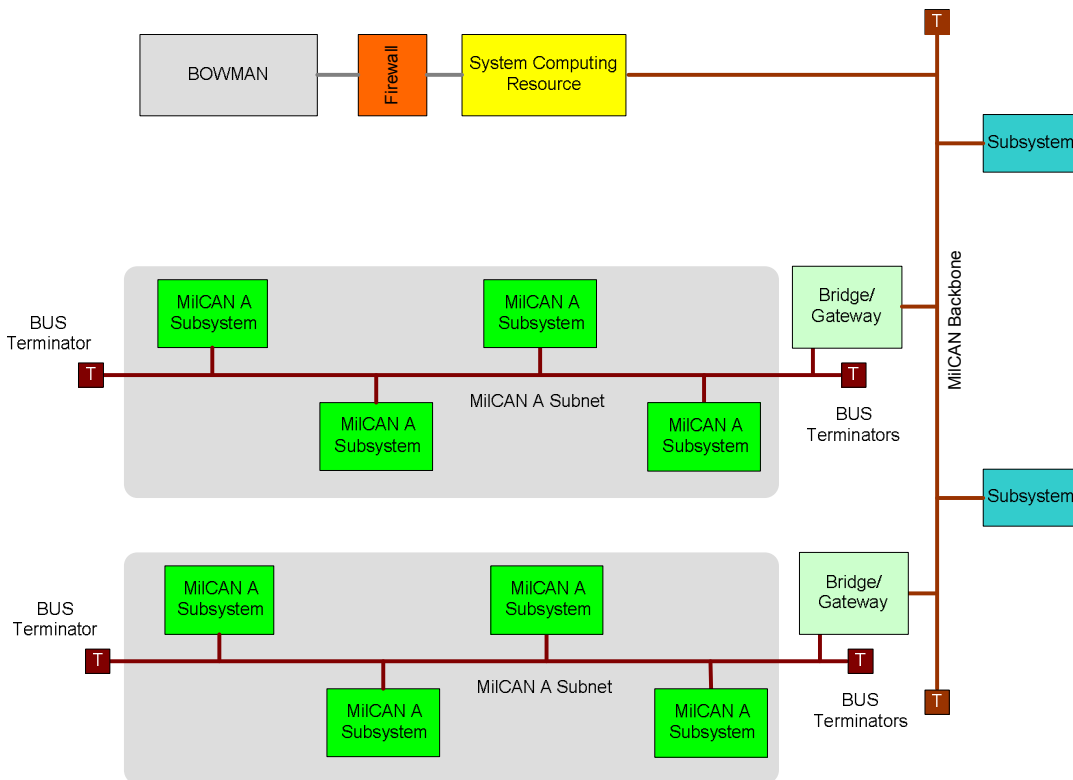 T
BOWMAN
Firewall
System Computing
Resource
Subsystem
MilCAN Backbone
MilCAN A
Subsystem
MilCAN A
Subsystem
Bridge/
Gateway
BUS
Terminator
T
T
MilCAN A Subnet
MilCAN A
Subsystem
MilCAN A
Subsystem
BUS
Terminators
Subsystem
MilCAN A
Subsystem
MilCAN A
Subsystem
Bridge/
Gateway
BUS
Terminator
T
T
MilCAN A Subnet
MilCAN A
Subsystem
MilCAN A
Subsystem
BUS
Terminators
T